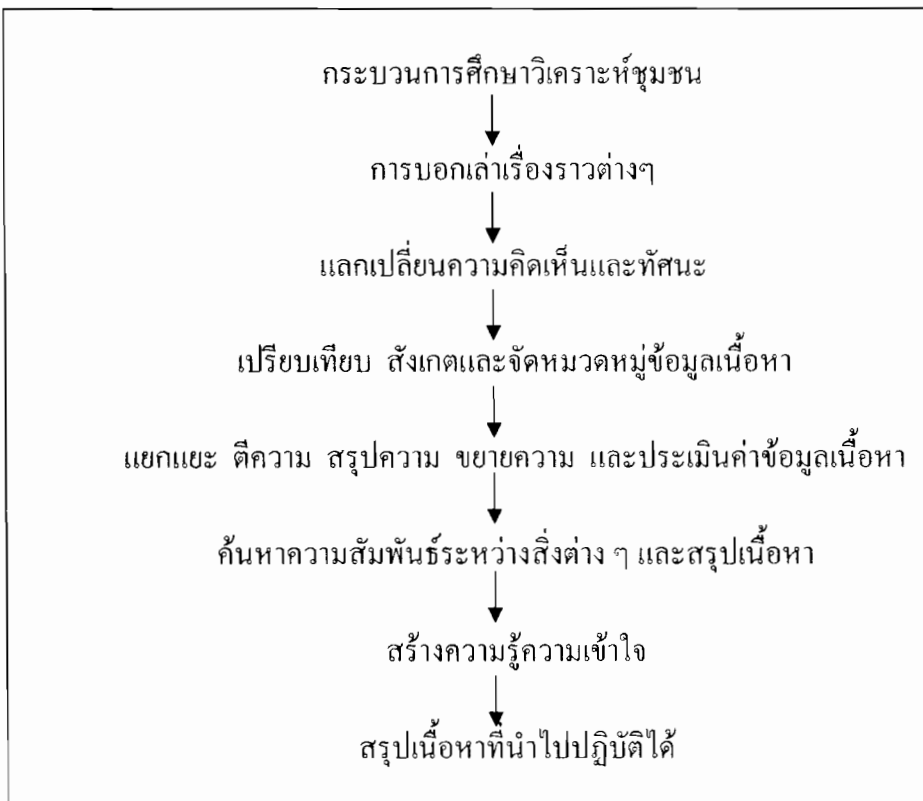 กระบวนการศึกษาวิเคราะห์ชุมชน
การบอกเล่าเรื่องราวต่างๆ
แลกเปลี่ยนความคิดเห็นและทัศนะ
เปรียบเทียบ สังเกตและจัดหมวดหมู่ข้อมูลเนื้อหา
แยกแยะ ตีความ สรุปความ ขยายความ และประเมินค่าข้อมูลเนื้อหา
ค้นหาความสัมพันธ์ระหว่างสิ่งต่าง ๆ และสรุปเนื้อหา
สร้างความรู้ความเข้าใจ
สรุปเนื้อหาที่นำไปปฏิบัติได้